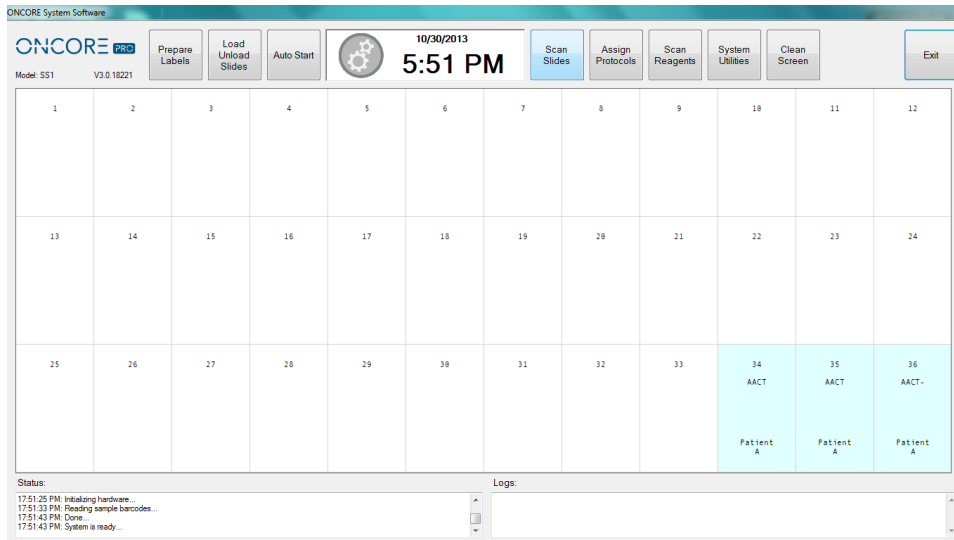 ONCORE System Software
ONCORE PRO
Model: SS1 V3.0.18221
Prepare
Labels
Load
Unload
Slides
Auto Start
10/30/2013
5:51 PM
Scan
Slides
Assign
Protocols
Scan
Reagents
System
Utilities
Clean
Screen
Exit
1 2 3 4 5 6 7 8 9 10 11 12
13 14 15 16 17 18 19 20 21 22 23 24
25 26 27 28 29 30 31 32 33 34 35 36
AACT AACT AACT-
Patient Patient Patient
A A A
Status:
17:51:25 PM: Initializing hardware...
17:51:33 PM: Reading sample barcodes...
17:51:43 PM: Done...
17:51:43 PM: System is ready...
Logs: